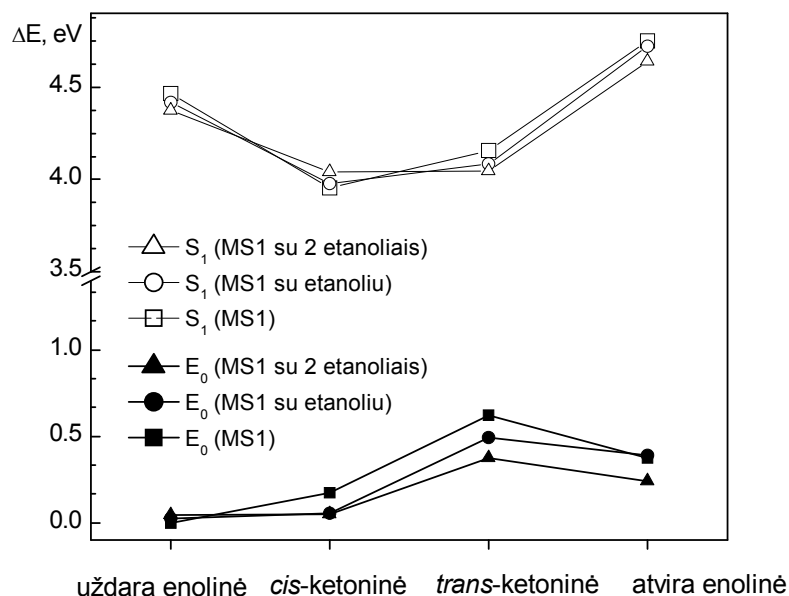 ΔE, eV
4.5
4.0
3.5
1.0
0.5
0.0
S₁ (MS1 su 2 etanoliais)
S₁ (MS1 su etanoliu)
S₁ (MS1)
E₀ (MS1 su 2 etanoliais)
E₀ (MS1 su etanoliu)
E₀ (MS1)
uždara enolinė cis-ketoninė trans-ketoninė atvira enolinė